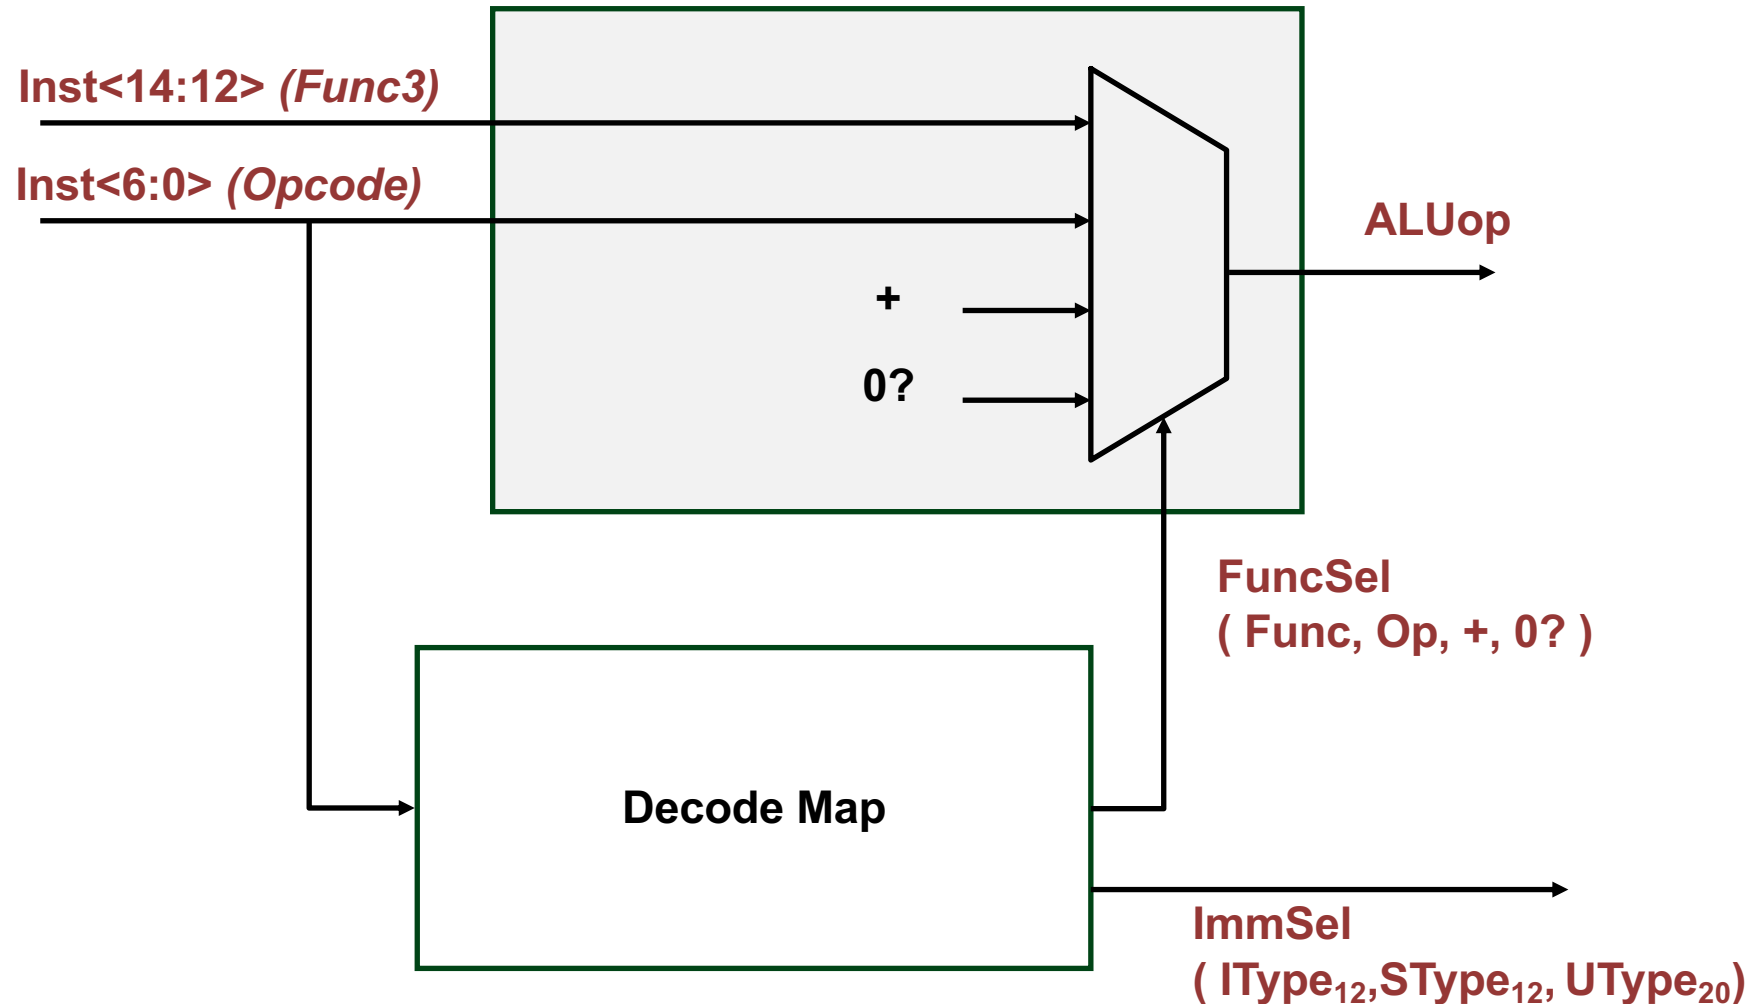 Inst<14:12> (Func3)
Inst<6:0> (Opcode)
ALUop
+
0?
FuncSel
( Func, Op, +, 0? )
Decode Map
ImmSel
( IType₁₂,SType₁₂, UType₂₀)